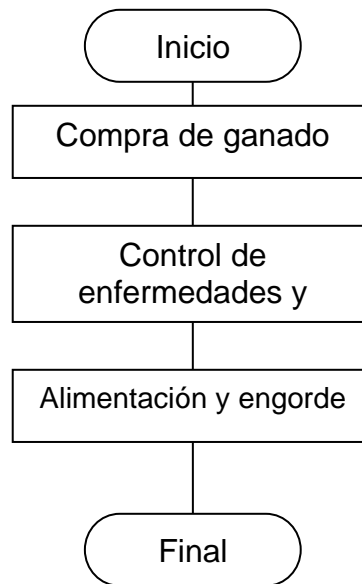 Inicio
Compra de ganado
Control de
enfermedades y
Alimentación y engorde
Final